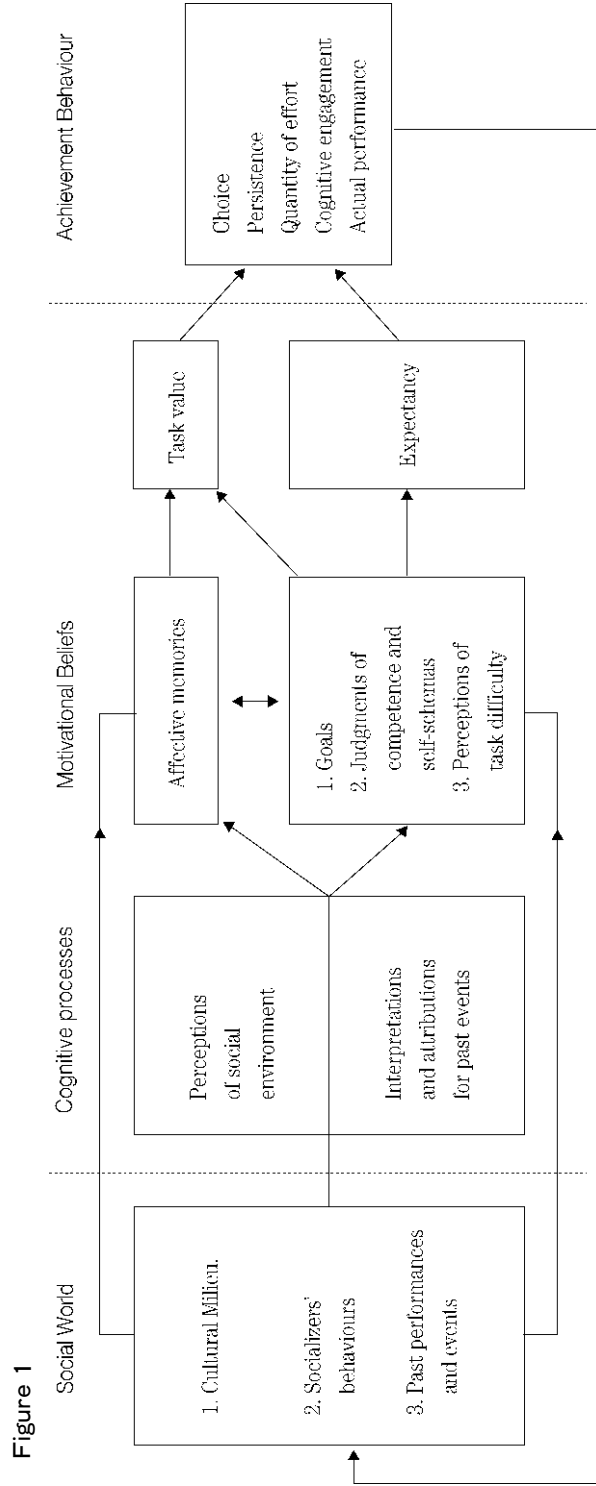 Figure 1
Social World
Cognitive processes
Motivational Beliefs
Achievement Behaviour
1. Cultural Milieu.
2. Socializers'
behaviours
3. Past performances
and events
Perceptions
of social
environment
Interpretations
and attributions
for past events
Affective memories
1. Goals
2. Judgments of
competence and
self-schemas
3. Perceptions of
task difficulty
Task value
Expectancy
Choice
Persistence
Quantity of effort
Cognitive engagement
Actual performance